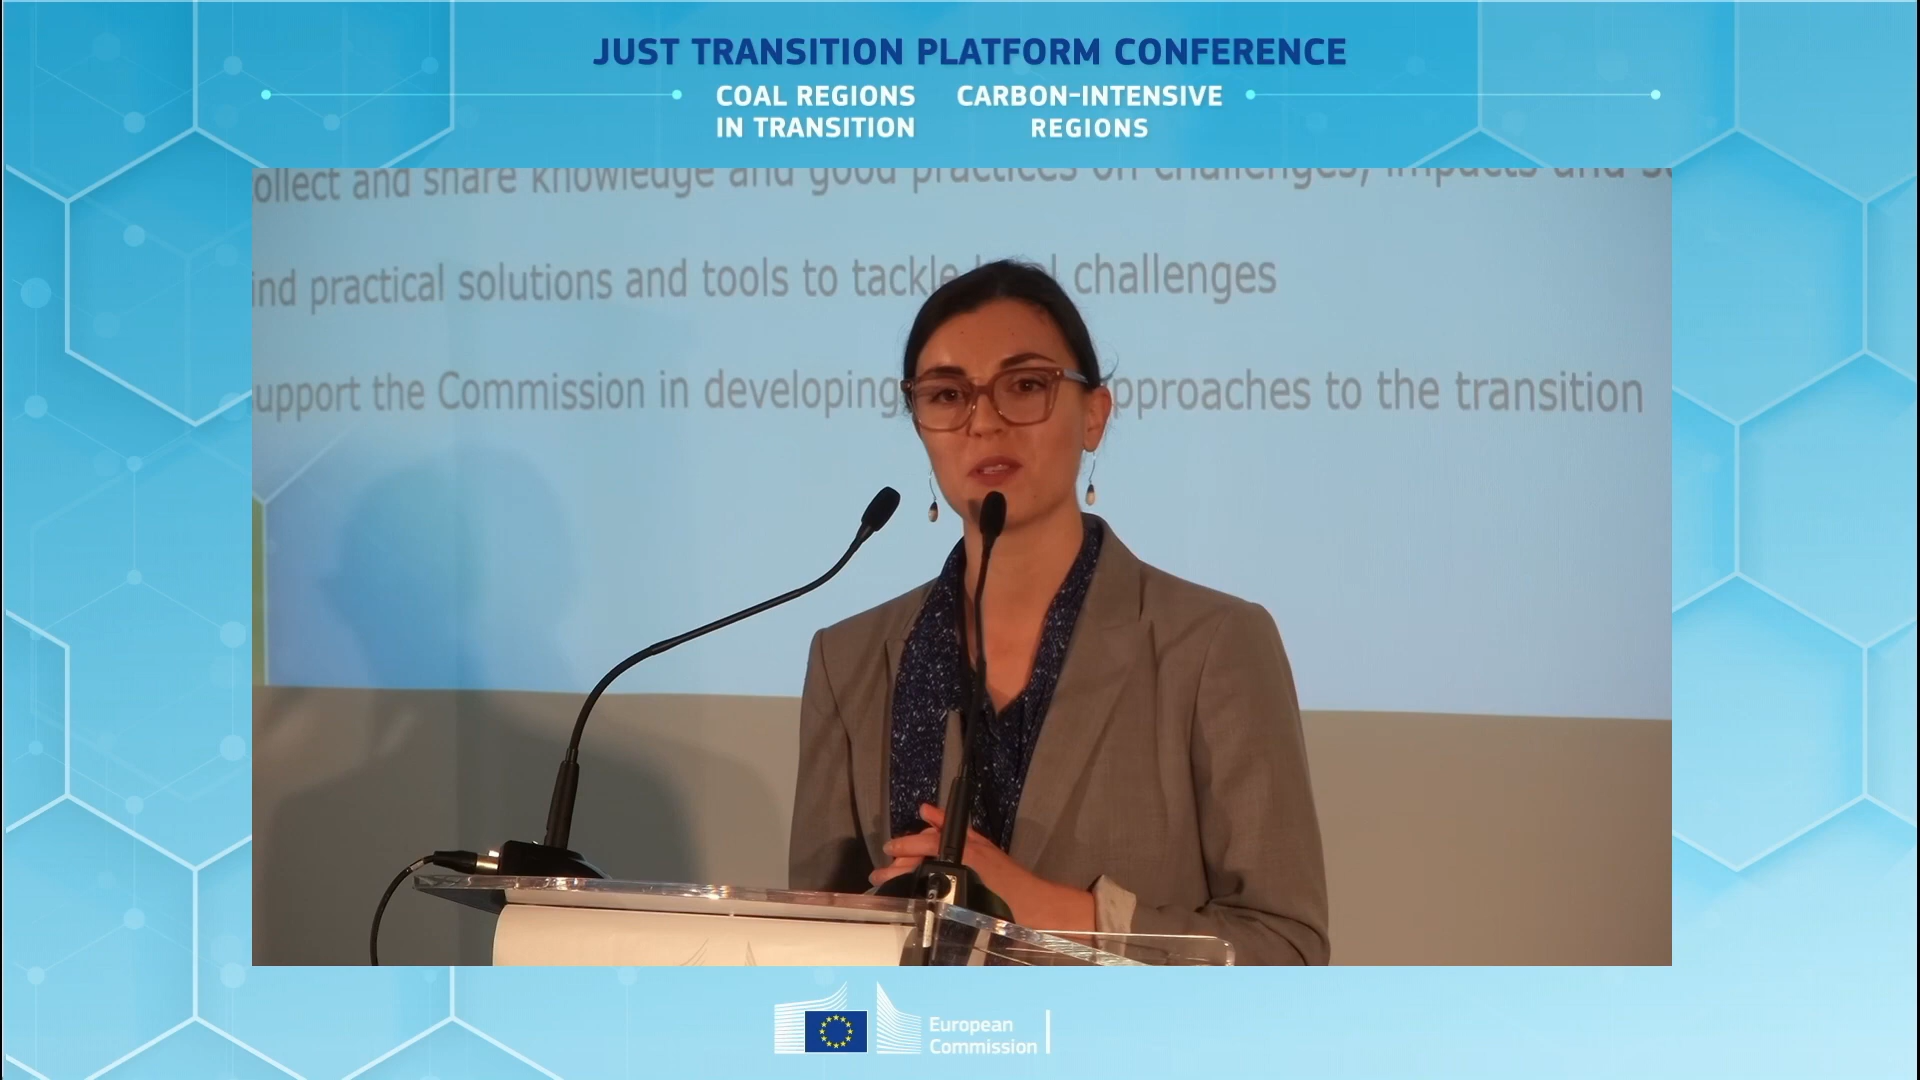 JUST TRANSITION PLATFORM CONFERENCE
COAL REGIONS
IN TRANSITION
CARBON-INTENSIVE
REGIONS
ollect and share knowledge and good practices on challenges, impacts and
ind practical solutions and tools to tackle challenges
upport the Commission in developing pproaches to the transition
European
Commission